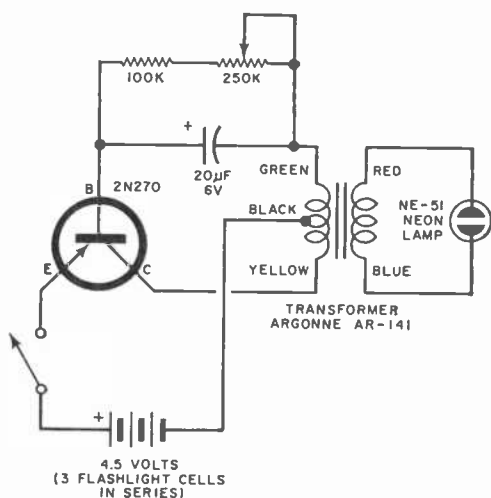 100K
250K
+
20µF
6V
GREEN
RED
B
2N270
BLACK
NE-51
NEON
LAMP
E
C
YELLOW
BLUE
TRANSFORMER
ARGONNE AR-141
+
4.5 VOLTS
(3 FLASHLIGHT CELLS
IN SERIES)